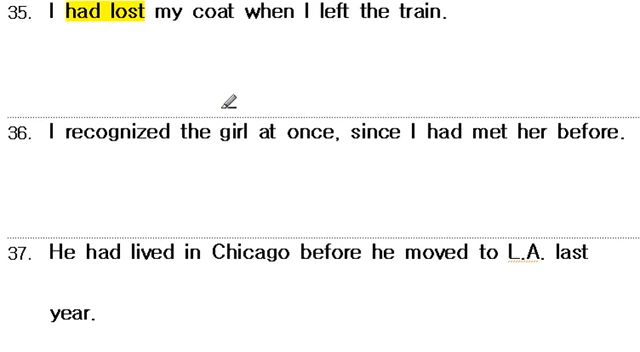 35. I had lost my coat when I left the train.
36. I recognized the girl at once, since I had met her before.
37. He had lived in Chicago before he moved to L.A. last
year.